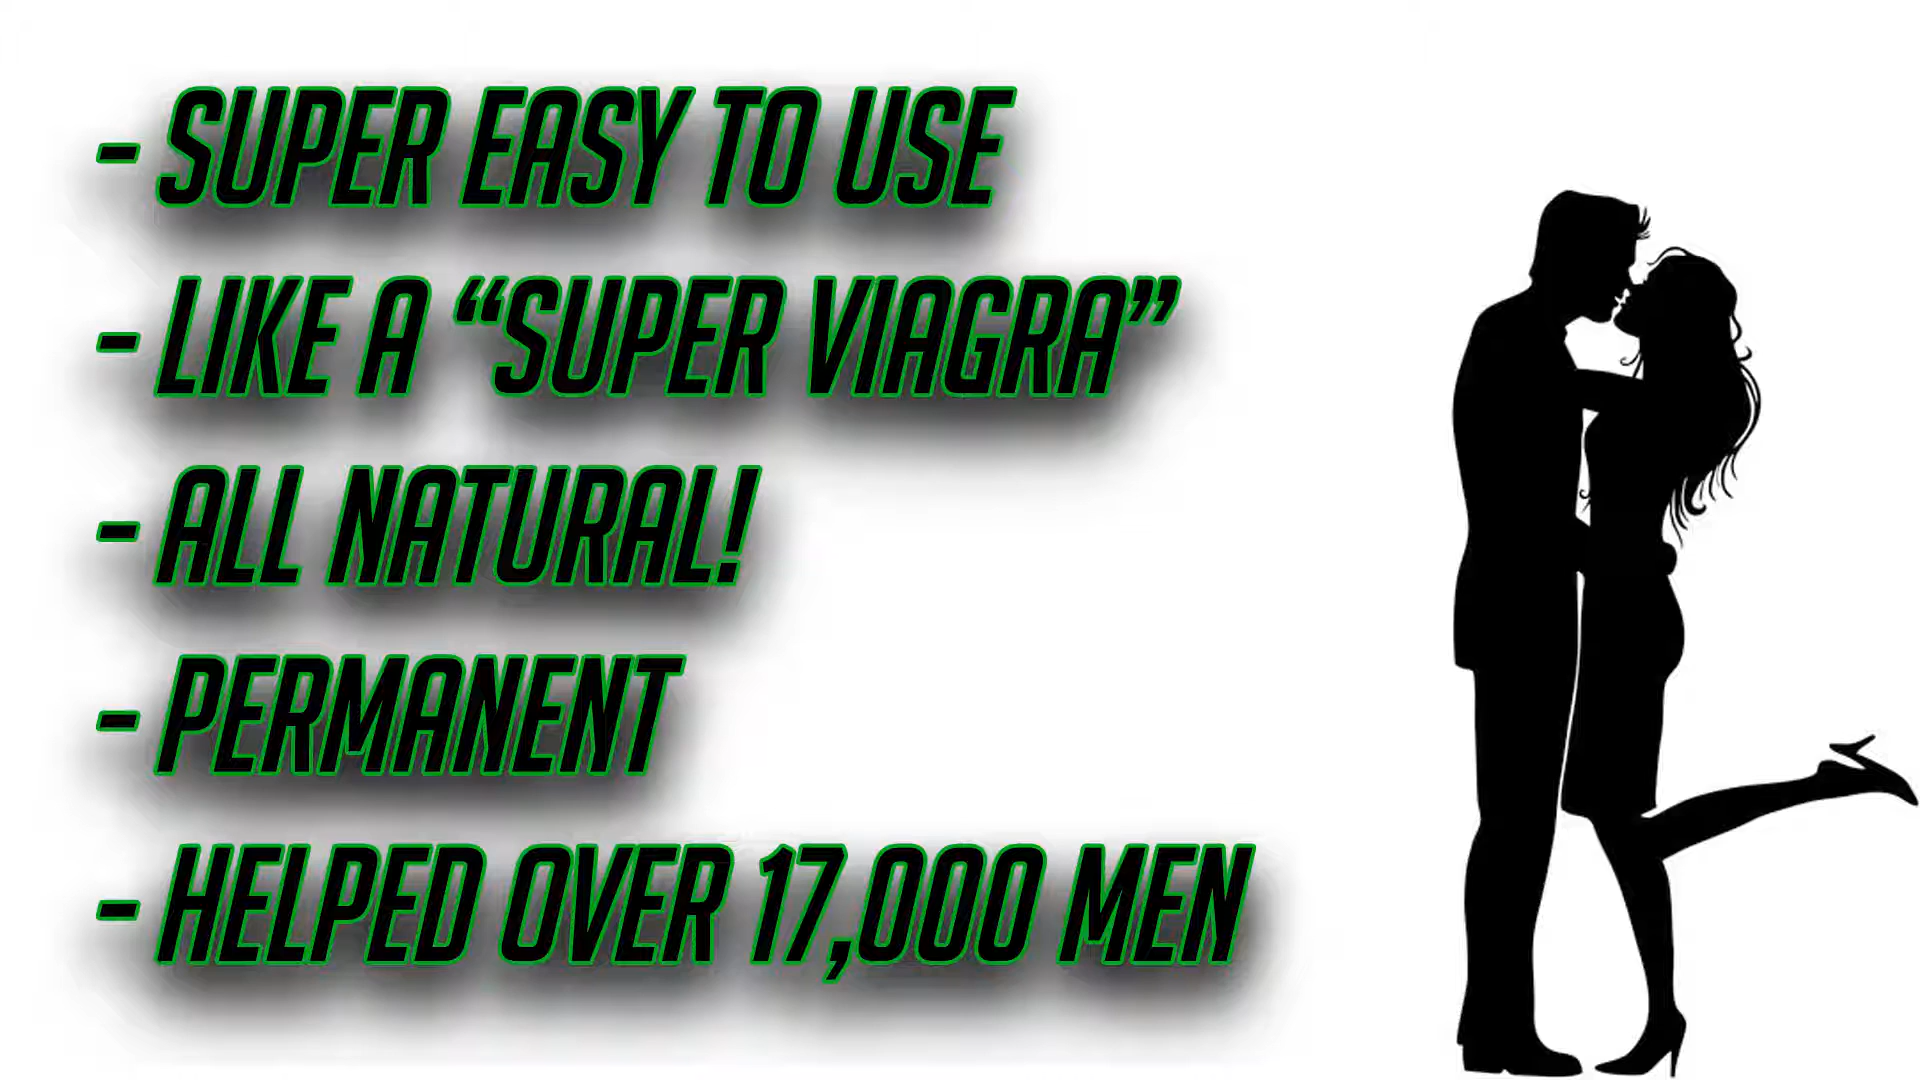 - SUPER EASY TO USE
- LIKE A “SUPER VIAGRA”
- ALL NATURAL!
- PERMANENT
- HELPED OVER 17,000 MEN